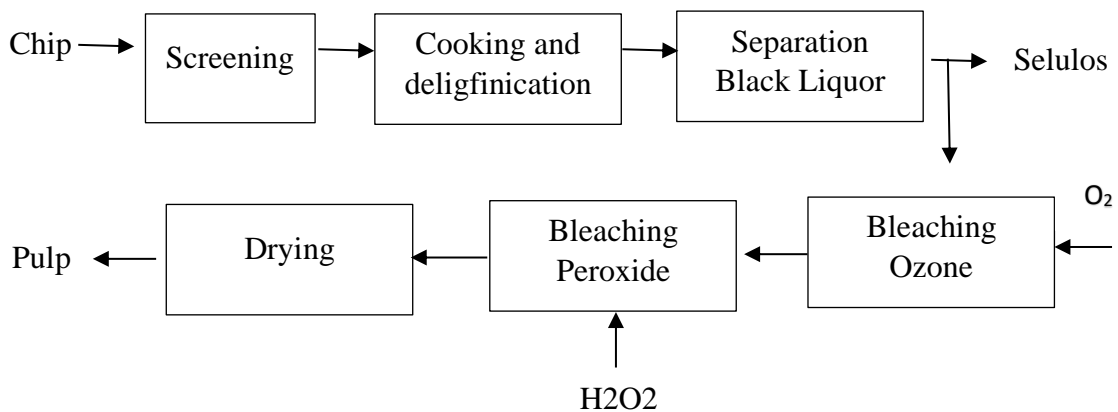 Chip
Screening
Cooking and
deligfinication
Separation
Black Liquor
Selulos
O₂
Bleaching
Ozone
Bleaching
Peroxide
H2O2
Drying
Pulp